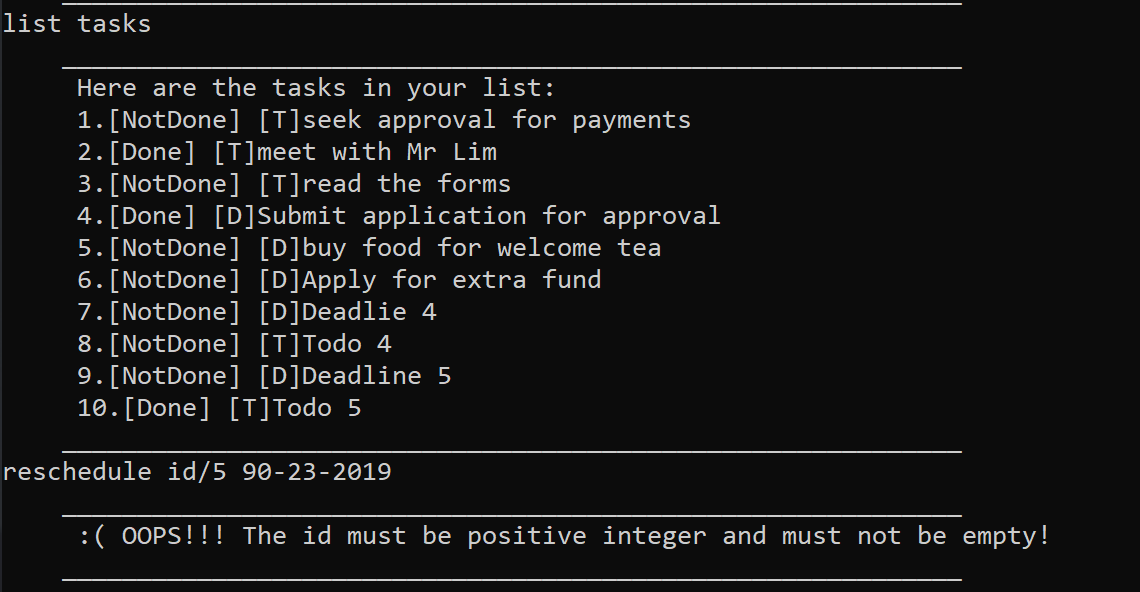 list tasks
Here are the tasks in your list:
1.[NotDone] [T]seek approval for payments
2.[Done] [T]meet with Mr Lim
3.[NotDone] [T]read the forms
4.[Done] [D]Submit application for approval
5.[NotDone] [D]buy food for welcome tea
6.[NotDone] [D]Apply for extra fund
7.[NotDone] [D]Deadlie 4
8.[NotDone] [T]Todo 4
9.[NotDone] [D]Deadline 5
10.[Done] [T]Todo 5
reschedule id/5 90-23-2019
:( OOPS!!! The id must be positive integer and must not be empty!